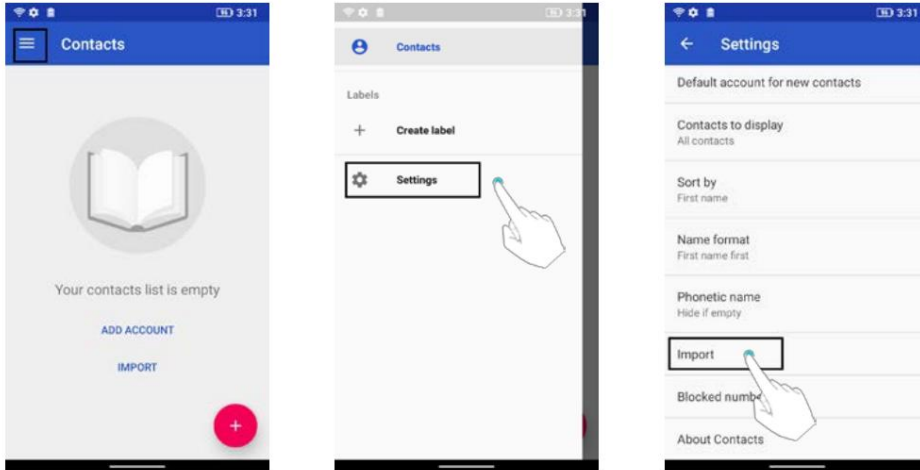 3:31
Contacts
Your contacts list is empty
ADD ACCOUNT
IMPORT
Contacts
Labels
Create label
Settings
3:31
Settings
Default account for new contacts
Contacts to display
All contacts
Sort by
First name
Name format
First name first
Phonetic name
Hide if empty
Import
Blocked
About Contacts